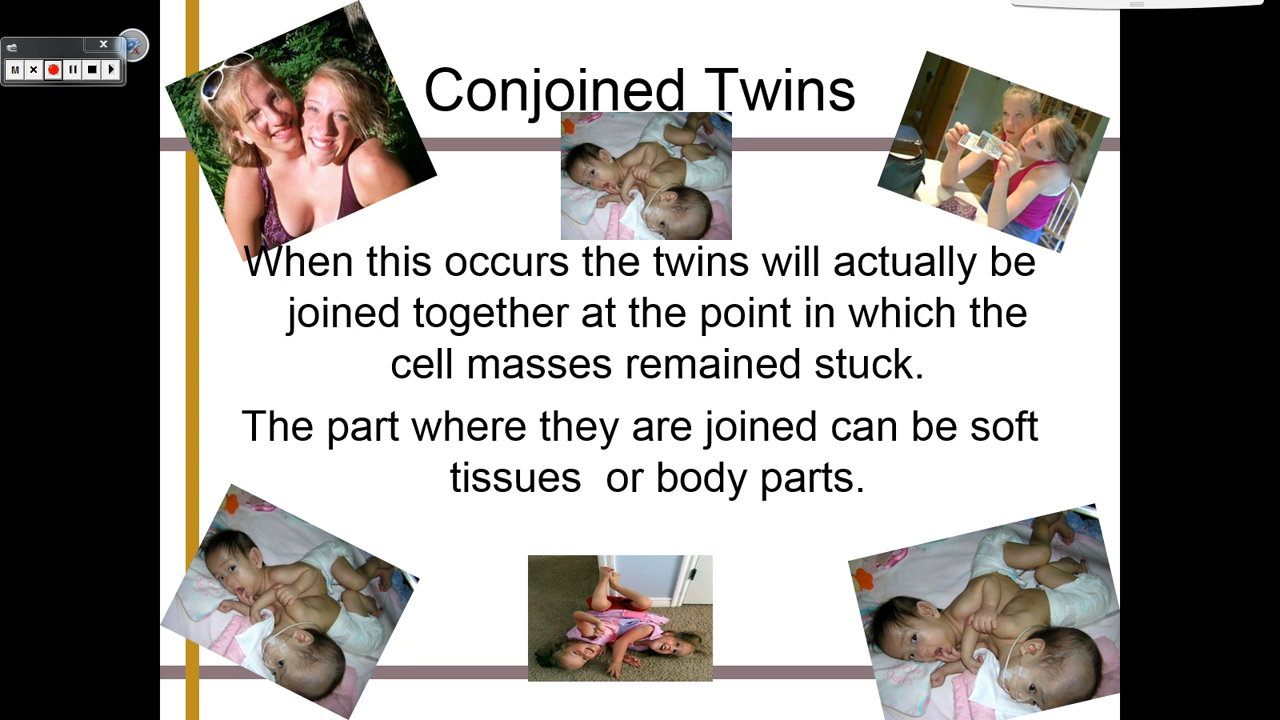 Conjoined Twins
When this occurs the twins will actually be
joined together at the point in which the
cell masses remained stuck.
The part where they are joined can be soft
tissues  or body parts.
M